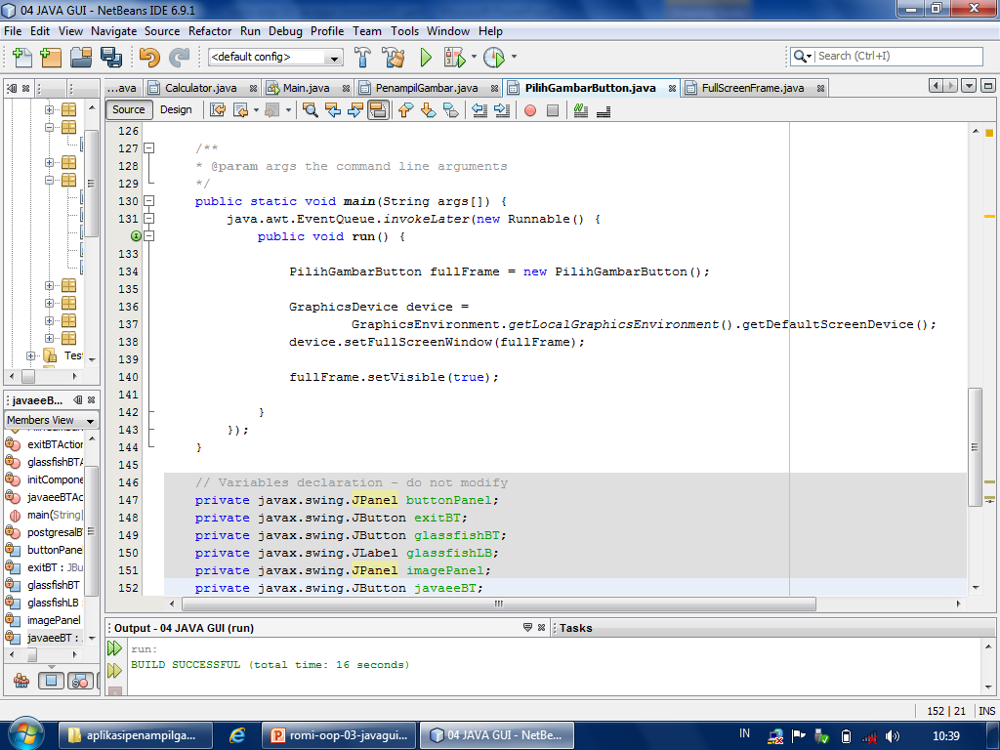 04 JAVA GUI - NetBeans IDE 6.9.1
File Edit View Navigate Source Refactor Run Debug Profile Team Tools Window Help
<default config>
Search (Ctrl+I)
...ava Calculator.java Main.java PenampilGambar.java PilihGambarButton.java FullScreenFrame.java
Source Design
126
127 /**
128 * @param args the command line arguments
129 */
130 public static void main(String args[]) {
131 java.awt.EventQueue.invokeLater(new Runnable() {
public void run() {
133
134 PilihGambarButton fullFrame = new PilihGambarButton();
135
136 GraphicsDevice device =
137 GraphicsEnvironment.getLocalGraphicsEnvironment().getDefaultScreenDevice();
138 device.setFullScreenWindow(fullFrame);
139
140 fullFrame.setVisible(true);
141
142 }
143 });
144 }
145
146 // Variables declaration - do not modify
147 private javax.swing.JPanel buttonPanel;
148 private javax.swing.JButton exitBT;
149 private javax.swing.JButton glassfishBT;
150 private javax.swing.JLabel glassfishLB;
151 private javax.swing.JPanel imagePanel;
152 private javax.swing.JButton javaeeBT;
Test
javaeeB...
Members View
exitBTAction
glassfishBTA
initCompone
javaeeBTAc
main(String
postgresalB
buttonPanel
exitBT : JBu
glassfishBT
glassfishLB :
imagePanel
javaeeBT : .
Output - 04 JAVA GUI (run)
Tasks
run:
BUILD SUCCESSFUL (total time: 16 seconds)
152 | 21 INS
aplikasipenampilga...
romi-oop-03-javagui...
04 JAVA GUI - NetBe...
IN
10:39